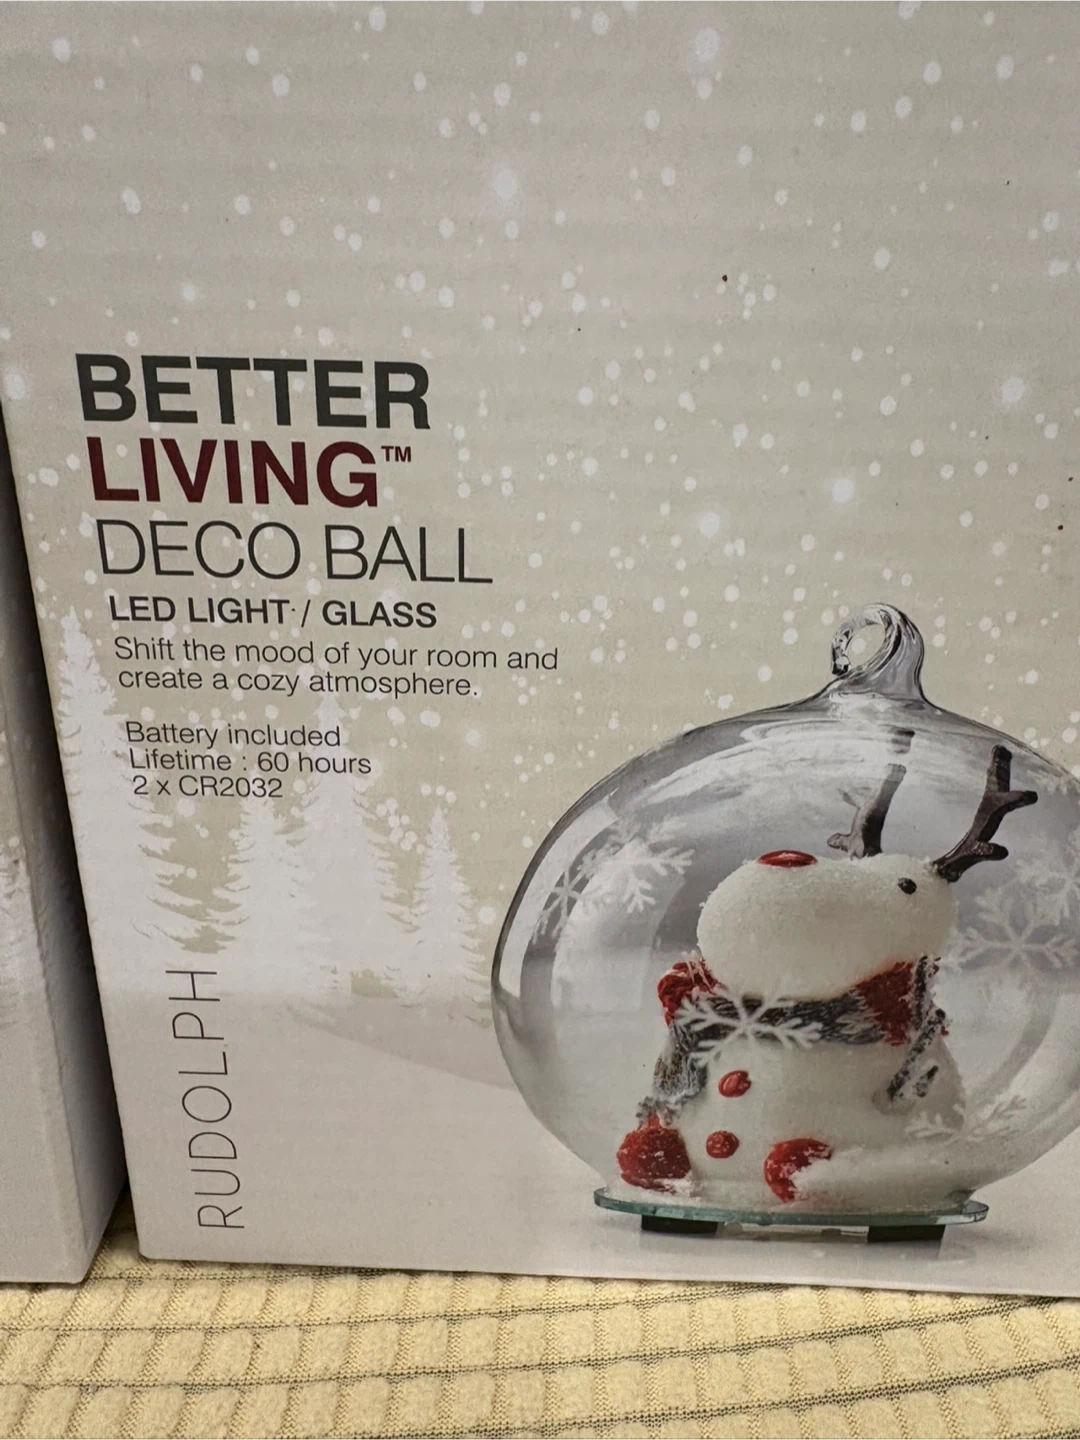 BETTER
LIVING™
DECO BALL
LED LIGHT / GLASS
Shift the mood of your room and
create a cozy atmosphere.
Battery included
Lifetime : 60 hours
2 x CR2032
RUDOLPH